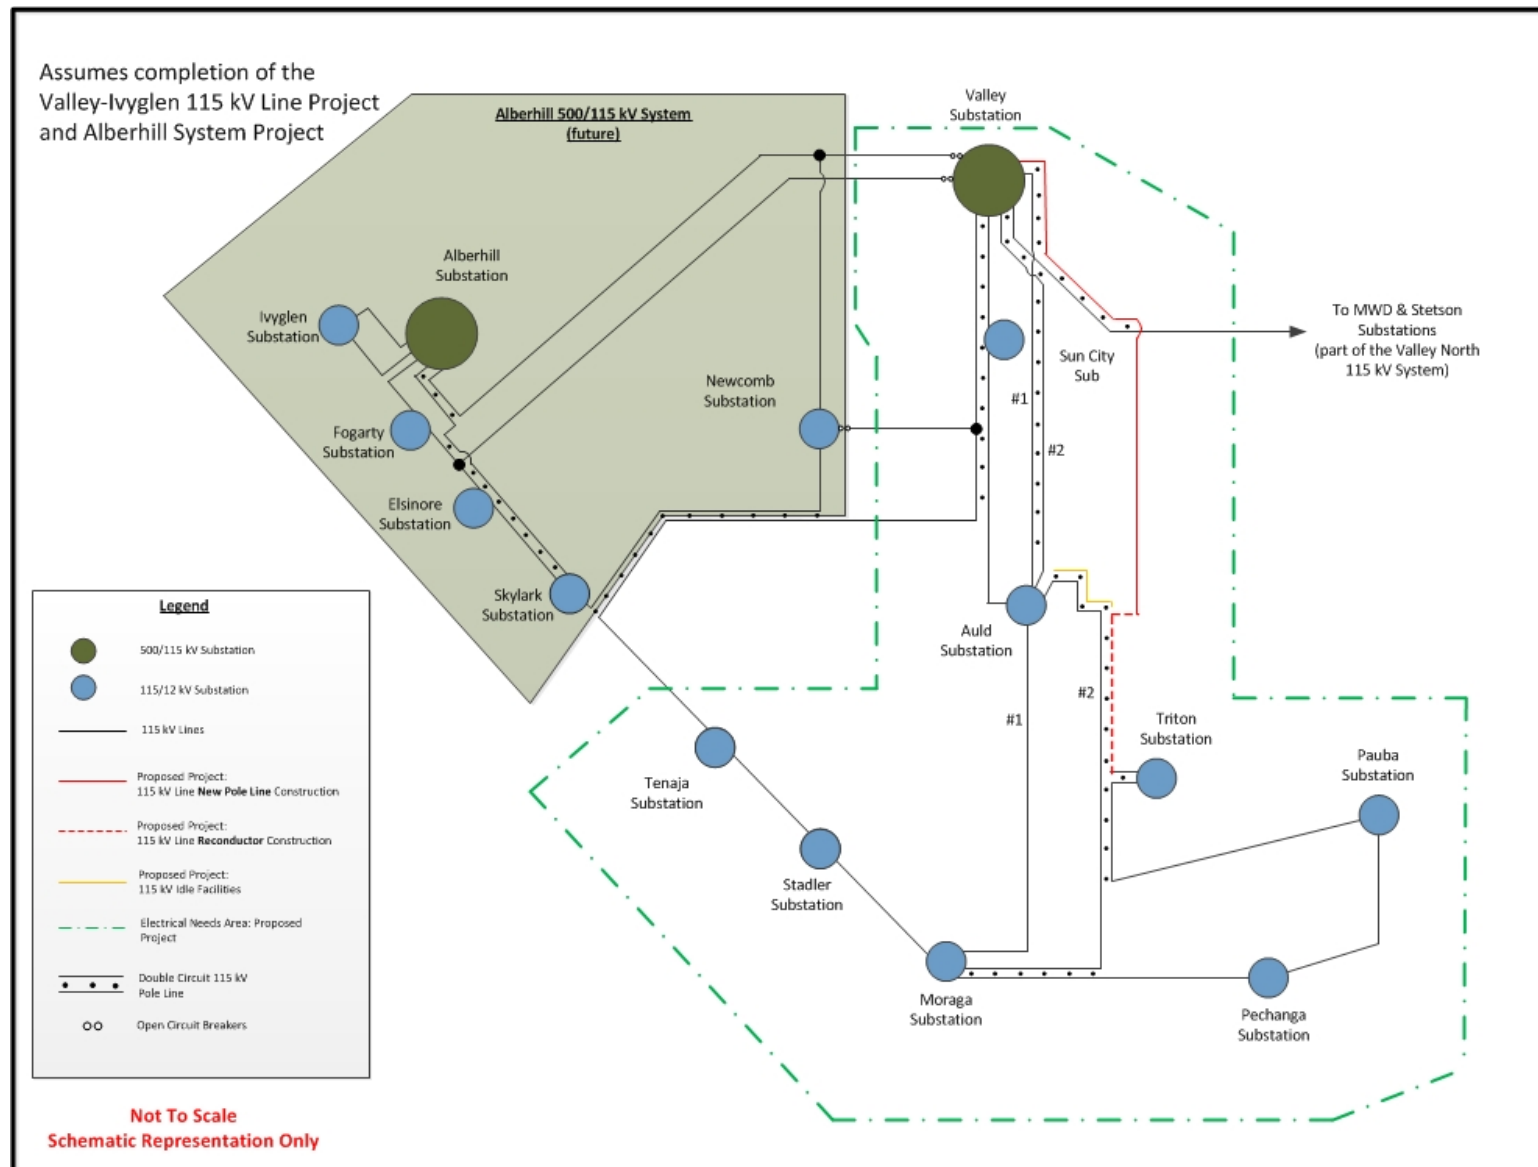 Assumes completion of the
Valley-Ivyglen 115 kV Line Project
and Alberhill System Project
Alberhill 500/115 kV System
(future)
Valley
Substation
Alberhill
Substation
Ivyglen
Substation
Fogarty
Substation
Elsinore
Substation
Skylark
Substation
Newcomb
Substation
Sun City
Sub
#1
#2
To MWD & Stetson
Substations
(part of the Valley North
115 kV System)
Auld
Substation
#1
#2
Triton
Substation
Pauba
Substation
Tenaja
Substation
Stadler
Substation
Moraga
Substation
Pechanga
Substation
Legend
500/115 kV Substation
115/12 kV Substation
115 kV Lines
Proposed Project:
115 kV Line New Pole Line Construction
Proposed Project:
115 kV Line Reconductor Construction
Proposed Project:
115 kV Idle Facilities
Electrical Needs Area: Proposed
Project
Double Circuit 115 kV
Pole Line
Open Circuit Breakers
Not To Scale
Schematic Representation Only